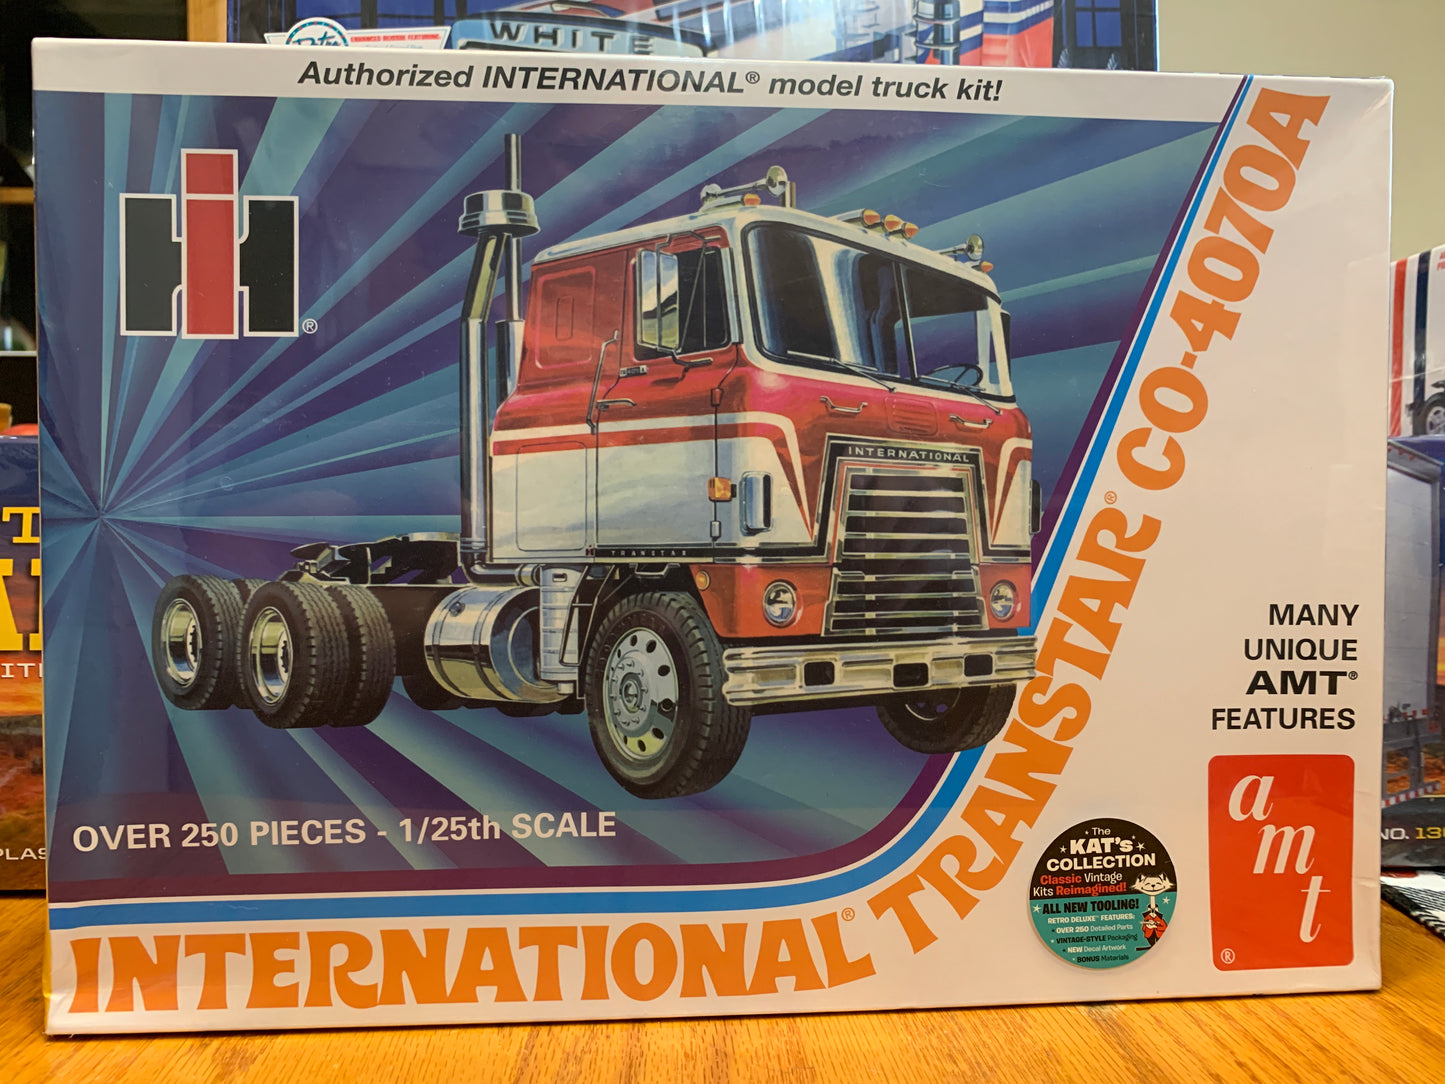 WHITE
Authorized INTERNATIONAL® model truck kit!
IH®
INTERNATIONAL
TRANSTAR
OVER 250 PIECES - 1/25th SCALE
INTERNATIONAL® TRANSTAR® CO-4070A
MANY
UNIQUE
AMT®
FEATURES
amt
®
The
KAT's
COLLECTION
Classic Vintage
Kits Reimagined!
ALL NEW TOOLING!
RETRO DELUXE™ FEATURES:
• OVER 250 Detailed Parts
• VINTAGE-STYLE Packaging
• NEW Decal Artwork
• BONUS Materials